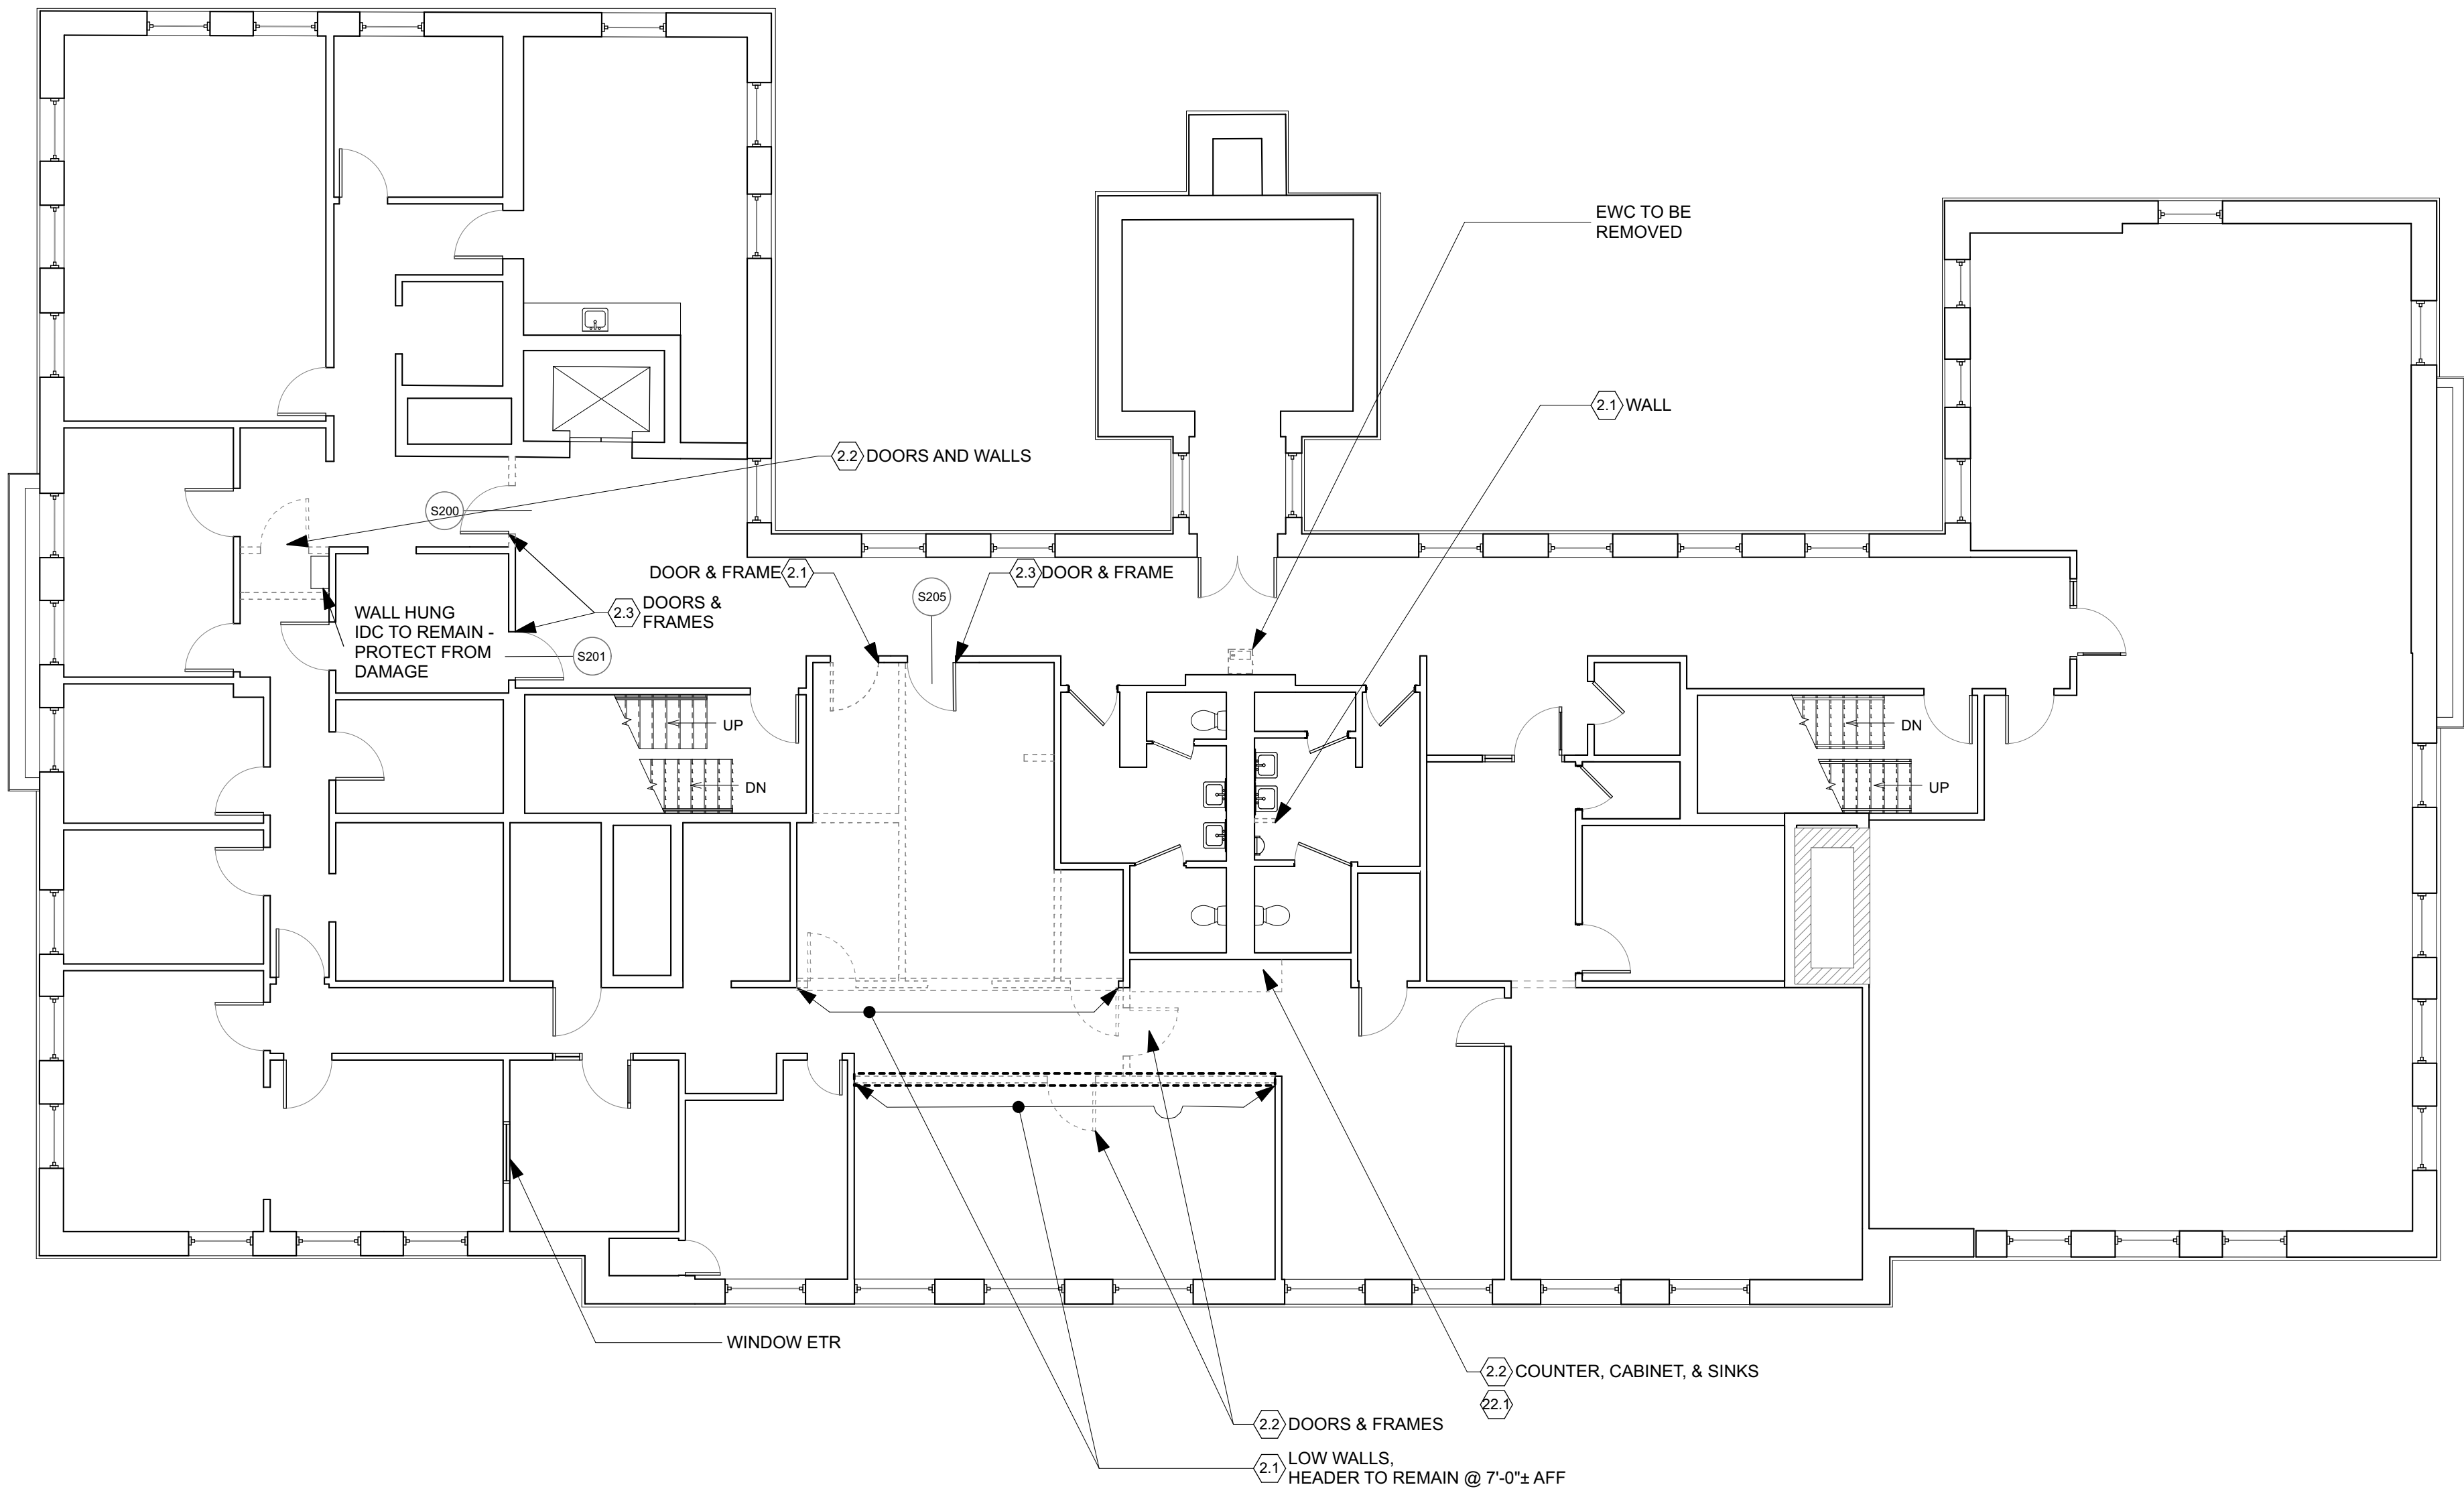 EWC TO BE
REMOVED
2.1 WALL
2.2 DOORS AND WALLS
S200
DOOR & FRAME 2.1
2.3 DOOR & FRAME
S205
2.3 DOORS &
FRAMES
WALL HUNG
IDC TO REMAIN -
PROTECT FROM
DAMAGE
S201
UP
DN
DN
UP
WINDOW ETR
2.2 COUNTER, CABINET, & SINKS
22.1
2.2 DOORS & FRAMES
2.1 LOW WALLS,
HEADER TO REMAIN @ 7'-0"± AFF